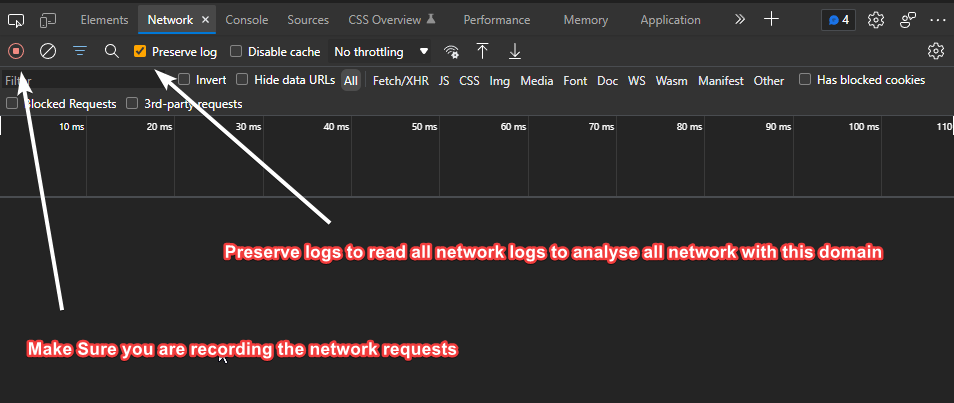 Elements Network Console Sources CSS Overview Performance Memory Application 4
Preserve log Disable cache No throttling
Filter Invert Hide data URLs All Fetch/XHR JS CSS Img Media Font Doc WS Wasm Manifest Other Has blocked cookies
Blocked Requests 3rd-party requests
10 ms 20 ms 30 ms 40 ms 50 ms 60 ms 70 ms 80 ms 90 ms 100 ms 110
Preserve logs to read all network logs to analyse all network with this domain
Make Sure you are recording the network requests